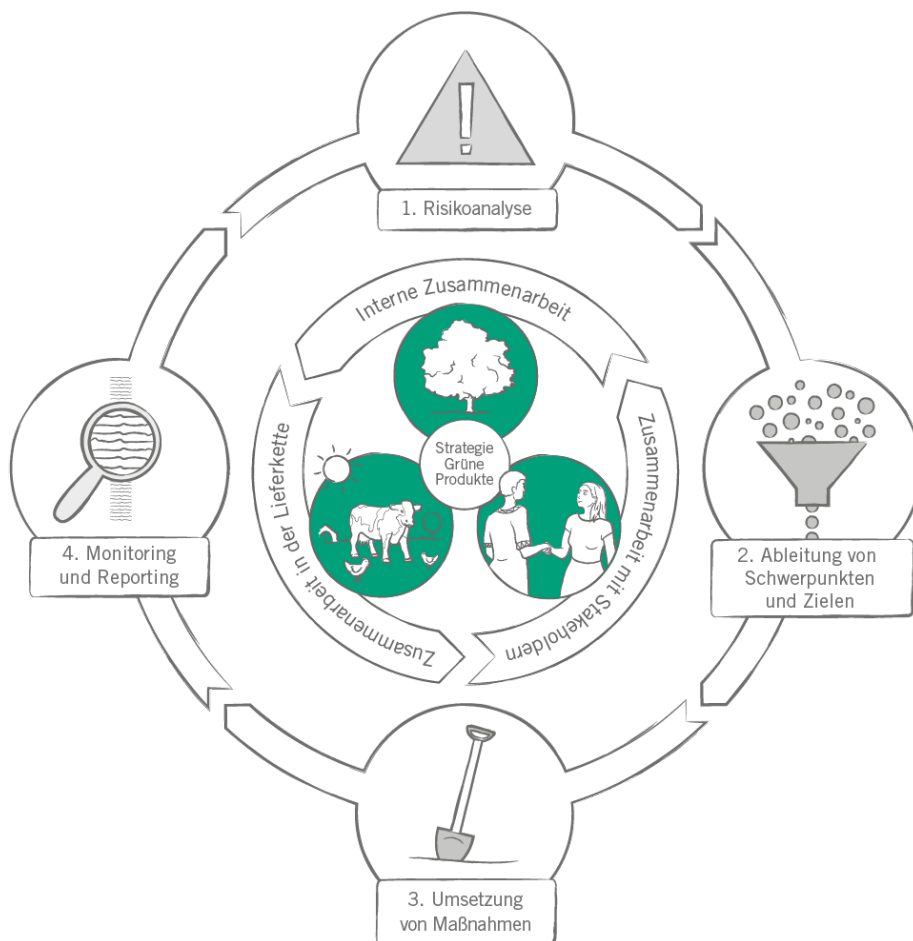 1. Risikoanalyse
Interne Zusammenarbeit
Zusammenarbeit mit Stakeholdern
Zusammenarbeit in der Lieferkette
Strategie
Grüne
Produkte
2. Ableitung von
Schwerpunkten
und Zielen
3. Umsetzung
von Maßnahmen
4. Monitoring
und Reporting